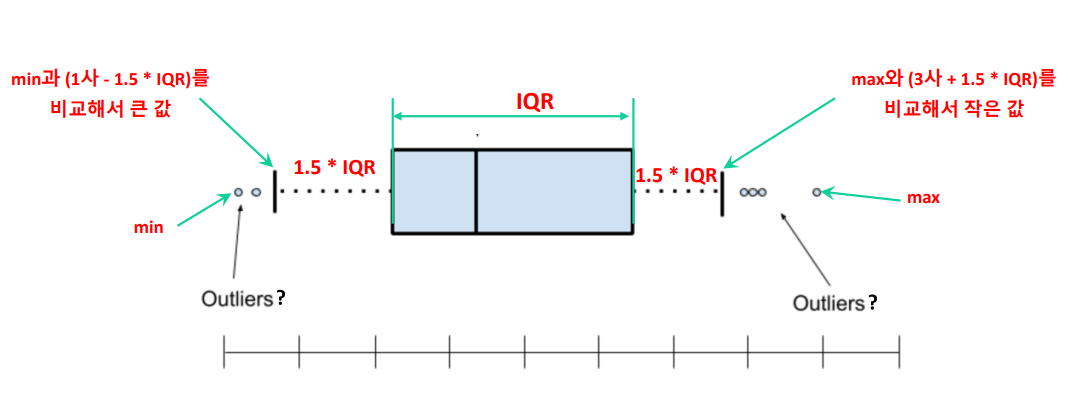 min과 (1사 - 1.5 * IQR)를
비교해서 큰 값
IQR
max와 (3사 + 1.5 * IQR)를
비교해서 작은 값
1.5 * IQR
1.5 * IQR
min
max
Outliers ?
Outliers ?